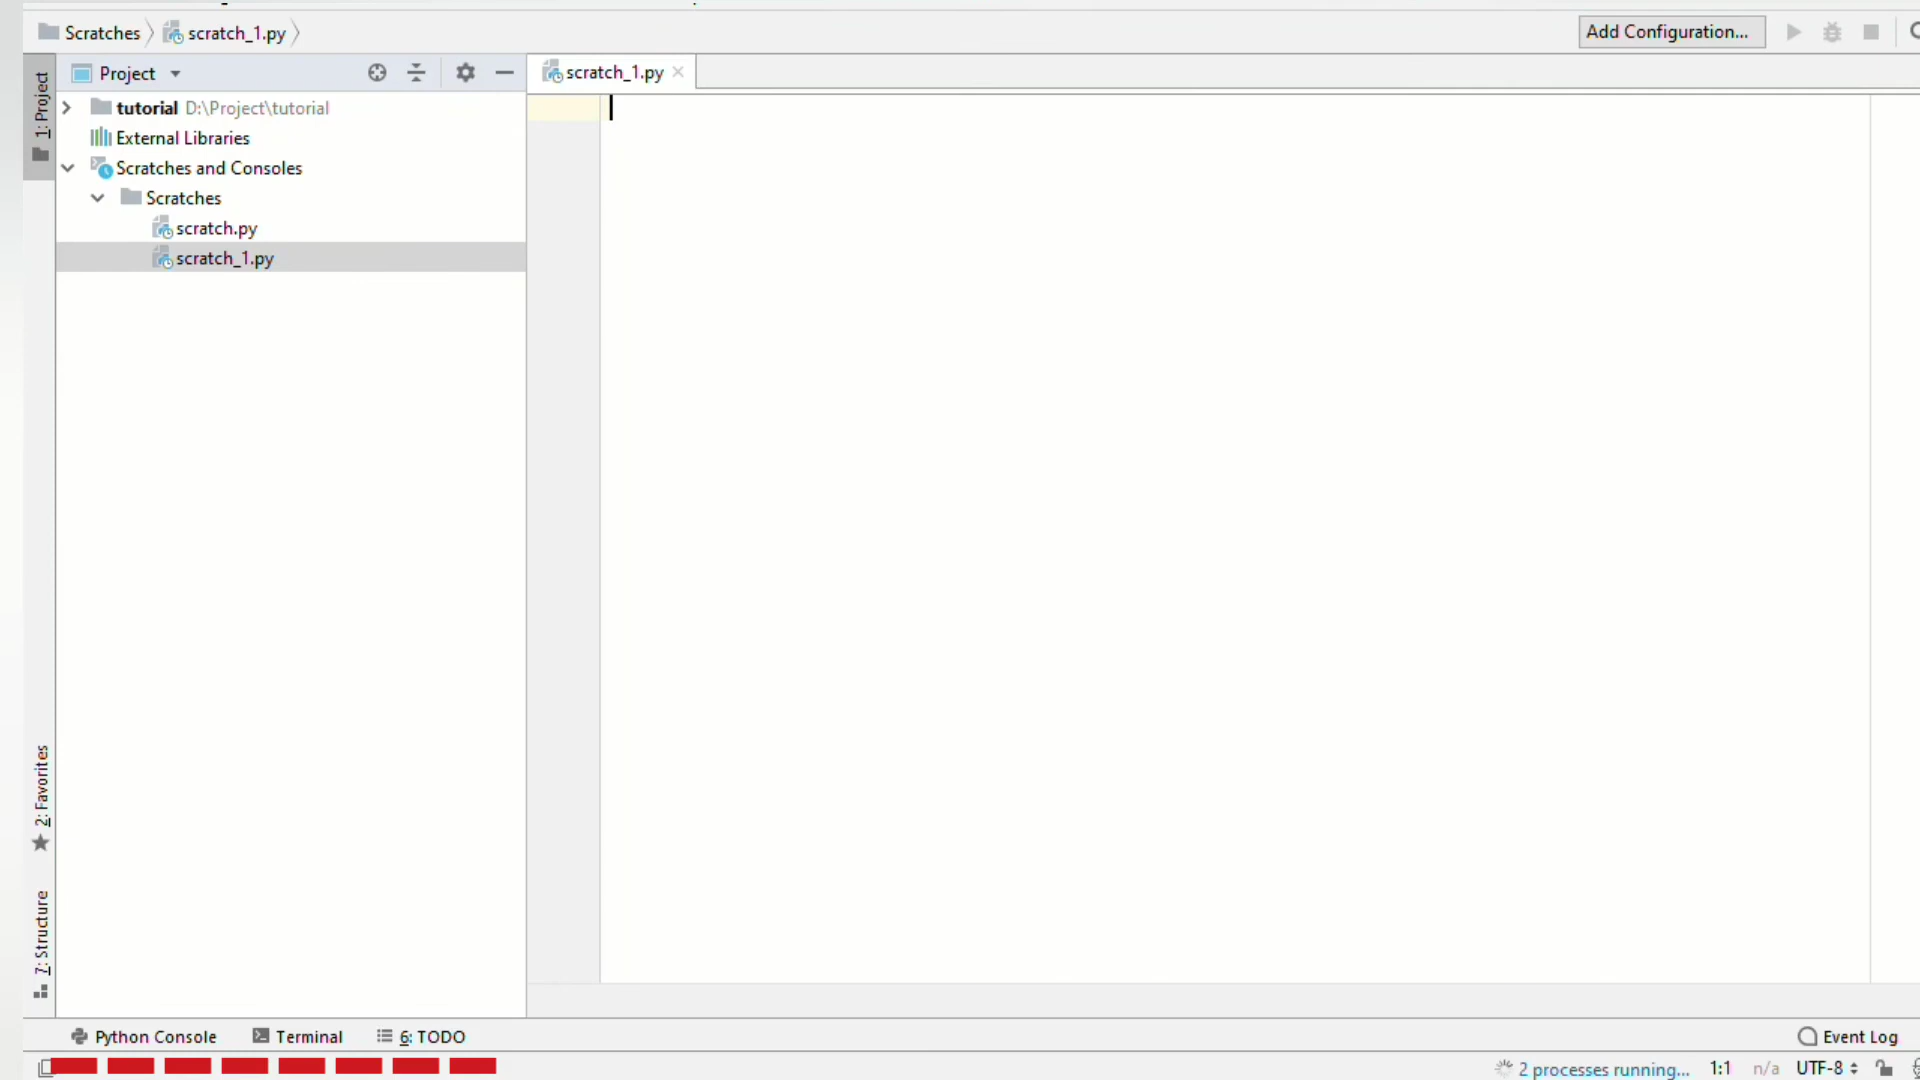 Scratches scratch_1.py Add Configuration...
1: Project
Project
scratch_1.py
tutorial D:\Project\tutorial
External Libraries
Scratches and Consoles
Scratches
scratch.py
scratch_1.py
2: Favorites
7: Structure
Python Console Terminal 6: TODO Event Log
2 processes running... 1:1 n/a UTF-8